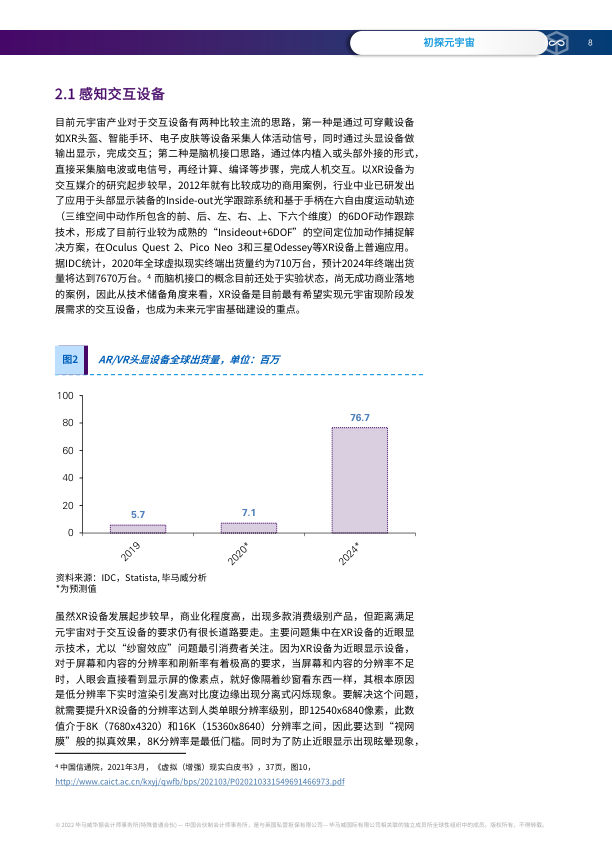 初探元宇宙
8
2.1 感知交互设备
目前元宇宙产业对于交互设备有两种比较主流的思路，第一种是通过可穿戴设备
如XR头盔、智能手环、电子皮肤等设备采集人体活动信号，同时通过头显设备做
输出显示，完成交互；第二种是脑机接口思路，通过体内植入或头部外接的形式，
直接采集脑电波或电信号，再经计算、编译等步骤，完成人机交互。以XR设备为
交互媒介的研究起步较早，2012年就有比较成功的商用案例，行业中业已研发出
了应用于头部显示装备的Inside-out光学跟踪系统和基于手柄在六自由度运动轨迹
（三维空间中动作所包含的前、后、左、右、上、下六个维度）的6DOF动作跟踪
技术，形成了目前行业较为成熟的“Insideout+6DOF”的空间定位加动作捕捉解
决方案，在Oculus Quest 2、Pico Neo 3和三星Odessey等XR设备上普遍应用。
据IDC统计，2020年全球虚拟现实终端出货量约为710万台，预计2024年终端出货
量将达到7670万台。⁴ 而脑机接口的概念目前还处于实验状态，尚无成功商业落地
的案例，因此从技术储备角度来看，XR设备是目前最有希望实现元宇宙现阶段发
展需求的交互设备，也成为未来元宇宙基础建设的重点。
图2 AR/VR头显设备全球出货量，单位：百万
100
80
60
40
20
0
5.7
7.1
76.7
2019
2020*
2024*
资料来源：IDC，Statista, 毕马威分析
*为预测值
虽然XR设备发展起步较早，商业化程度高，出现多款消费级别产品，但距离满足
元宇宙对于交互设备的要求仍有很长道路要走。主要问题集中在XR设备的近眼显
示技术，尤以“纱窗效应”问题最引消费者关注。因为XR设备为近眼显示设备，
对于屏幕和内容的分辨率和刷新率有着极高的要求，当屏幕和内容的分辨率不足
时，人眼会直接看到显示屏的像素点，就好像隔着纱窗看东西一样，其根本原因
是低分辨率下实时渲染引发高对比度边缘出现分离式闪烁现象。要解决这个问题，
就需要提升XR设备的分辨率达到人类单眼分辨率级别，即12540x6840像素，此数
值介于8K（7680x4320）和16K（15360x8640）分辨率之间，因此要达到“视网
膜”般的拟真效果，8K分辨率是最低门槛。同时为了防止近眼显示出现眩晕现象，
⁴ 中国信通院，2021年3月，《虚拟（增强）现实白皮书》，37页，图10，
http://www.caict.ac.cn/kxyj/qwfb/bps/202103/P020210331549691466973.pdf
© 2022 毕马威华振会计师事务所(特殊普通合伙) — 中国合伙制会计师事务所，是与英国私营担保有限公司— 毕马威国际有限公司相关联的独立成员所全球性组织中的成员。版权所有，不得转载。